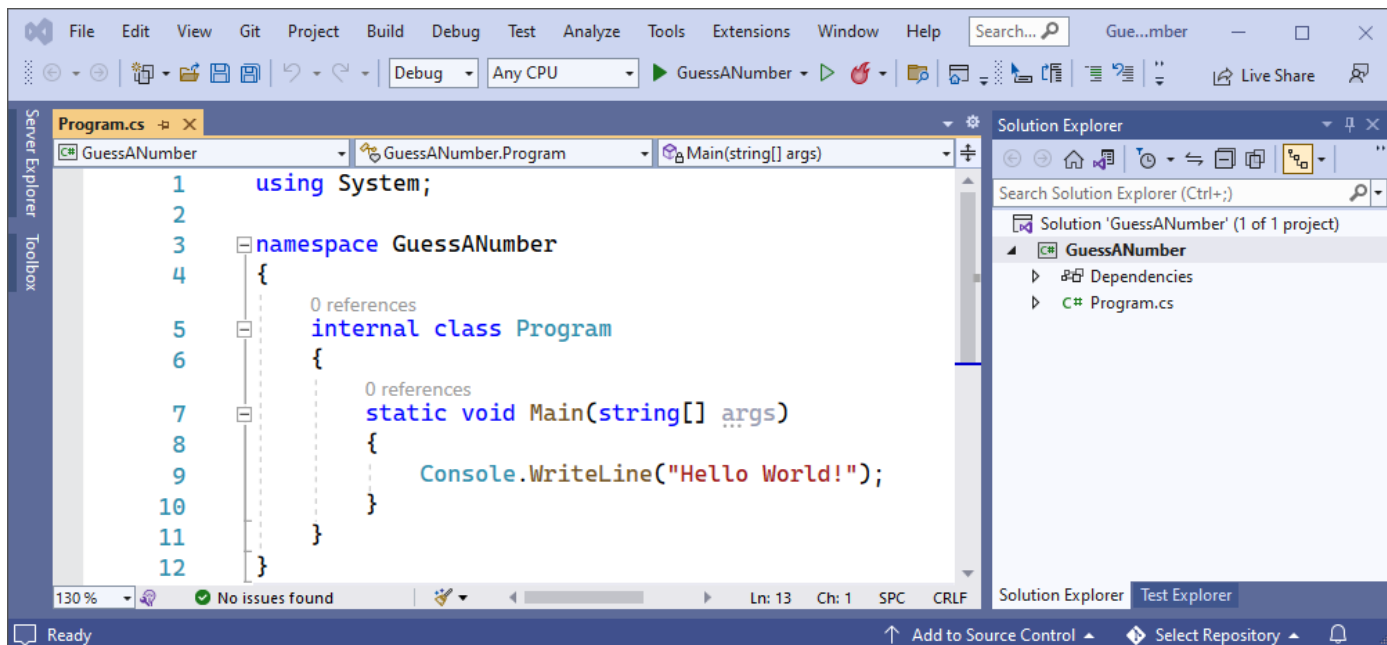 File Edit View Git Project Build Debug Test Analyze Tools Extensions Window Help Search... Gue...mber
Debug Any CPU GuessANumber Live Share
Server Explorer
Toolbox
Program.cs
C# GuessANumber GuessANumber.Program Main(string[] args)
1 using System;
2
3 namespace GuessANumber
4 {
0 references
5 internal class Program
6 {
0 references
7 static void Main(string[] args)
8 {
9 Console.WriteLine("Hello World!");
10 }
11 }
12 }
130 % No issues found Ln: 13 Ch: 1 SPC CRLF
Solution Explorer
Search Solution Explorer (Ctrl+;)
Solution 'GuessANumber' (1 of 1 project)
C# GuessANumber
Dependencies
C# Program.cs
Solution Explorer Test Explorer
Ready Add to Source Control Select Repository